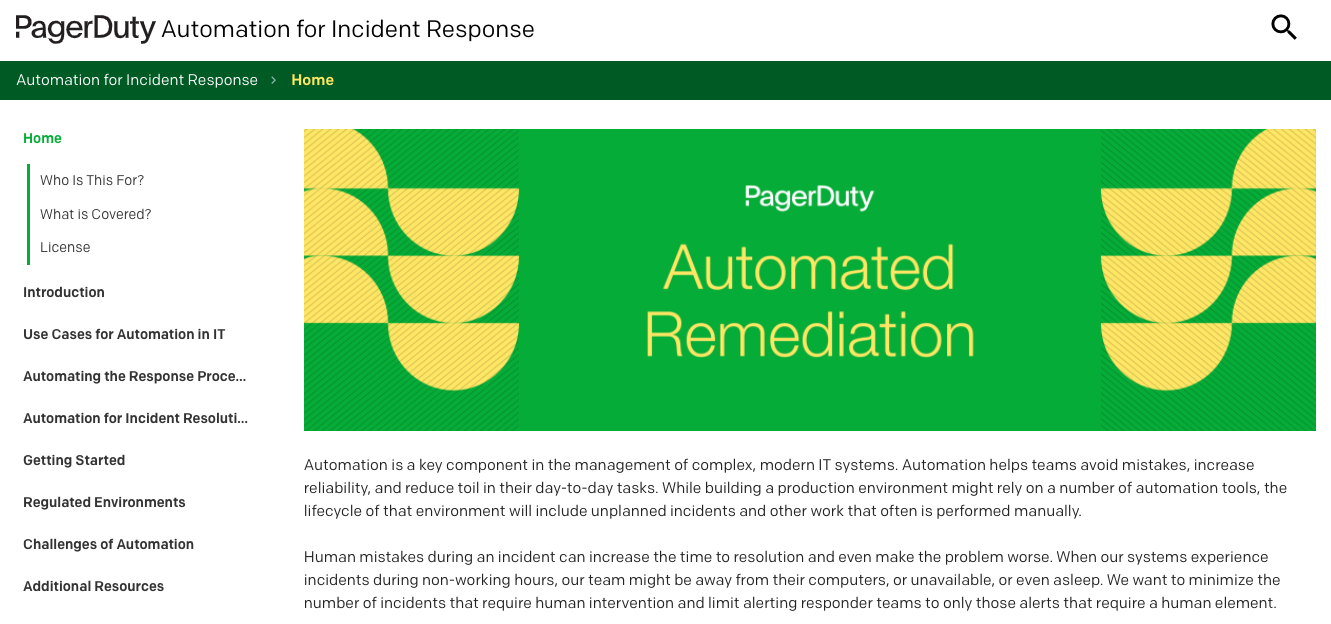 PagerDuty Automation for Incident Response
Automation for Incident Response > Home
Home
Who Is This For?
What is Covered?
License
Introduction
Use Cases for Automation in IT
Automating the Response Proce...
Automation for Incident Resoluti...
Getting Started
Regulated Environments
Challenges of Automation
Additional Resources
PagerDuty
Automated
Remediation
Automation is a key component in the management of complex, modern IT systems. Automation helps teams avoid mistakes, increase
reliability, and reduce toil in their day-to-day tasks. While building a production environment might rely on a number of automation tools, the
lifecycle of that environment will include unplanned incidents and other work that often is performed manually.
Human mistakes during an incident can increase the time to resolution and even make the problem worse. When our systems experience
incidents during non-working hours, our team might be away from their computers, or unavailable, or even asleep. We want to minimize the
number of incidents that require human intervention and limit alerting responder teams to only those alerts that require a human element.